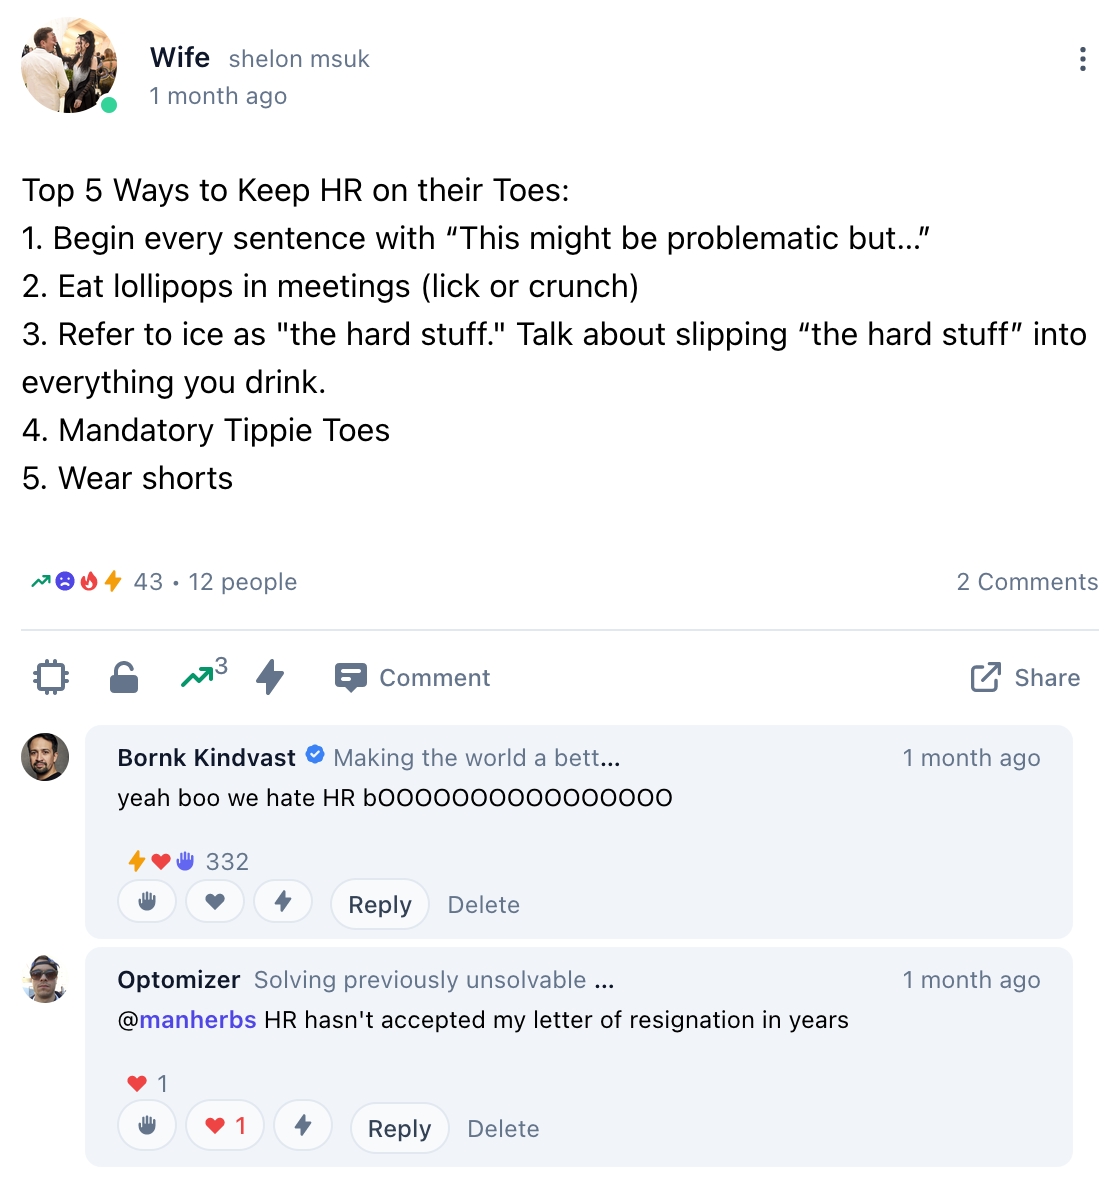 Wife shelon msuk
1 month ago
Top 5 Ways to Keep HR on their Toes:
1. Begin every sentence with “This might be problematic but...”
2. Eat lollipops in meetings (lick or crunch)
3. Refer to ice as "the hard stuff." Talk about slipping “the hard stuff” into
everything you drink.
4. Mandatory Tippie Toes
5. Wear shorts
43 • 12 people 2 Comments
3 Comment Share
Bornk Kindvast Making the world a bett... 1 month ago
yeah boo we hate HR bOOOOOOOOOOOOOOOO
332
Reply Delete
Optomizer Solving previously unsolvable ... 1 month ago
@manherbs HR hasn't accepted my letter of resignation in years
1
1 Reply Delete